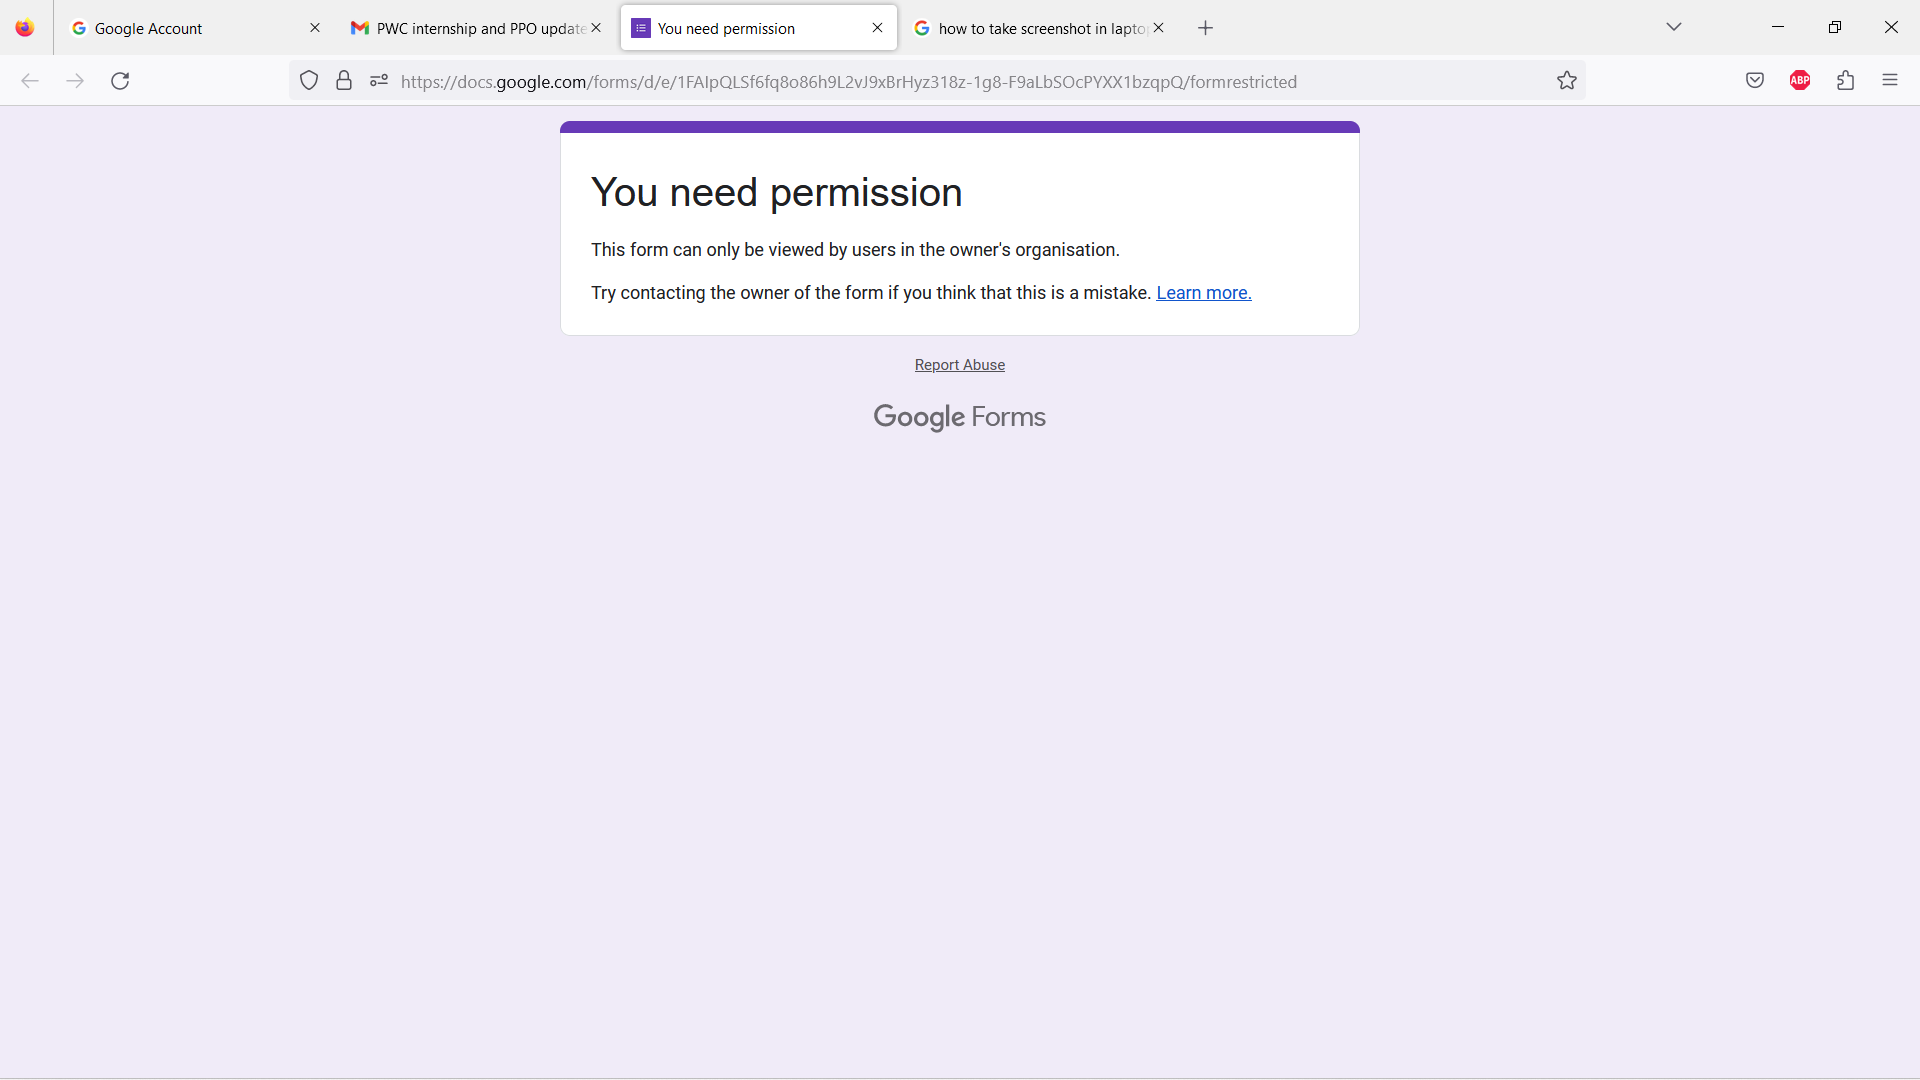 Google Account
PWC internship and PPO update
You need permission
how to take screenshot in lapto
https://docs.google.com/forms/d/e/1FAIpQLSf6fq8o86h9L2vJ9xBrHyz318z-1g8-F9aLbSOcPYXX1bzqpQ/formrestricted
ABP
You need permission
This form can only be viewed by users in the owner's organisation.
Try contacting the owner of the form if you think that this is a mistake. Learn more.
Report Abuse
Google Forms